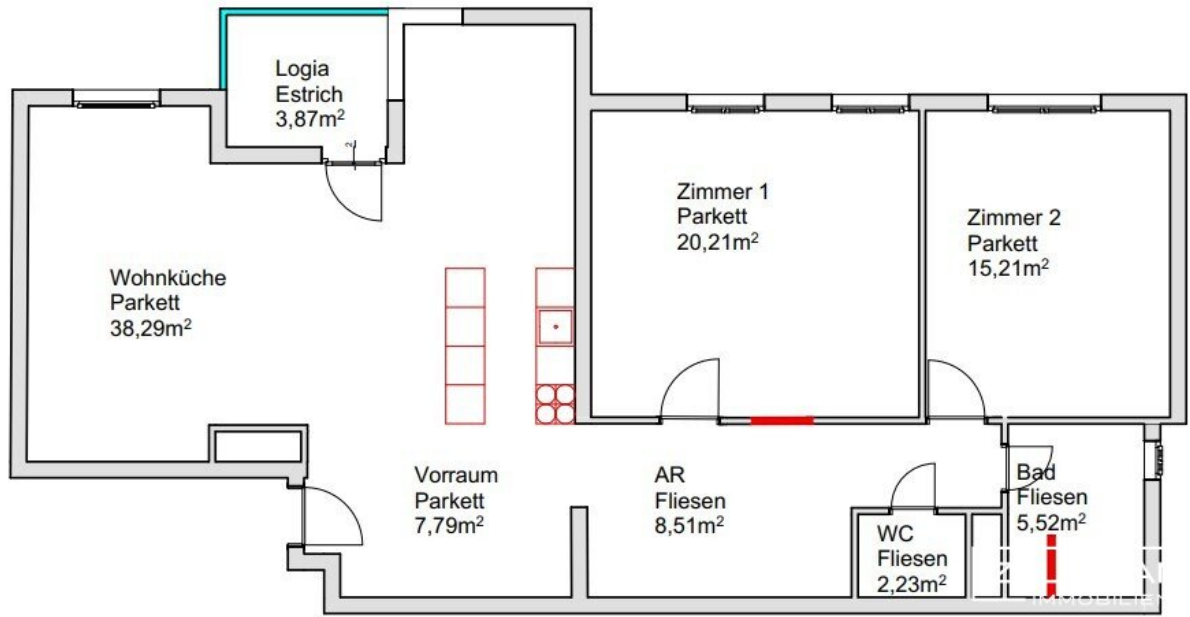 Logia
Estrich
3,87m²
2
Zimmer 1
Parkett
20,21m²
Zimmer 2
Parkett
15,21m²
Wohnküche
Parkett
38,29m²
Vorraum
Parkett
7,79m²
AR
Fliesen
8,51m²
Bad
Fliesen
5,52m²
WC
Fliesen
2,23m²
IMMOBILIEN